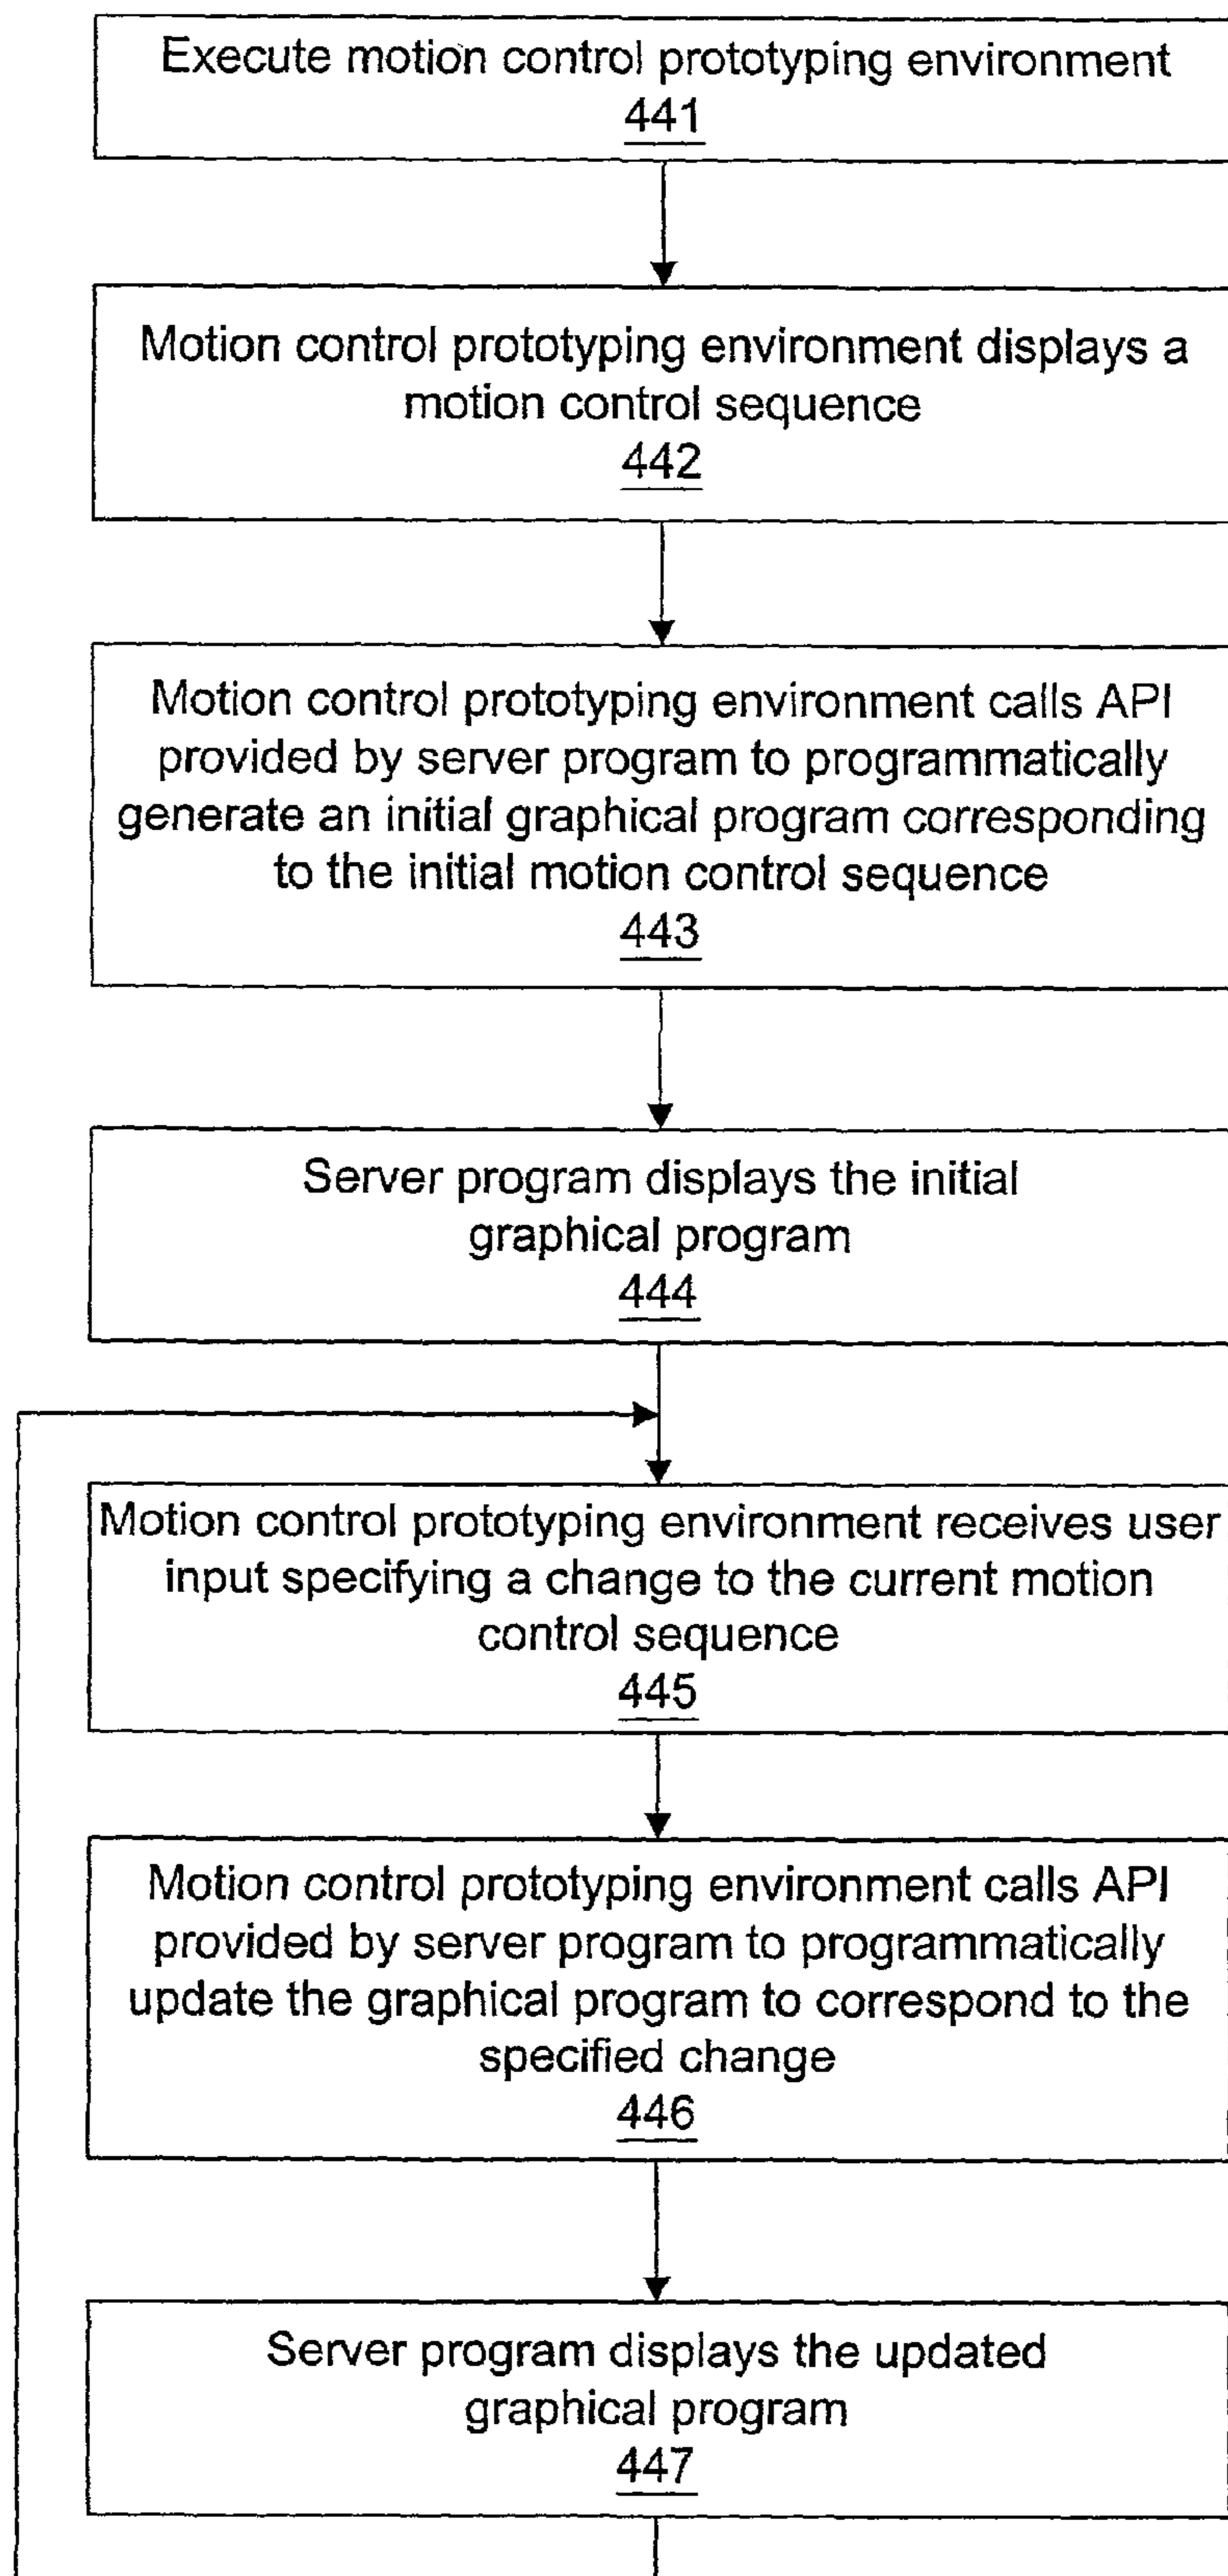 Execute motion control prototyping environment
441
Motion control prototyping environment displays a
motion control sequence
442
Motion control prototyping environment calls API
provided by server program to programmatically
generate an initial graphical program corresponding
to the initial motion control sequence
443
Server program displays the initial
graphical program
444
Motion control prototyping environment receives user
input specifying a change to the current motion
control sequence
445
Motion control prototyping environment calls API
provided by server program to programmatically
update the graphical program to correspond to the
specified change
446
Server program displays the updated
graphical program
447